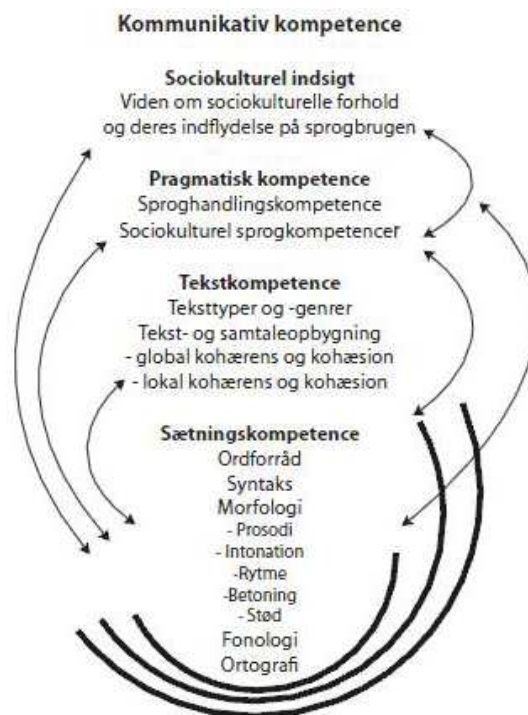 Kommunikativ kompetence
Sociokulturel indsigt
Viden om sociokulturelle forhold
og deres indflydelse på sprogbrugen
Pragmatisk kompetence
Sproghandlingskompetence
Sociokulturel sprogkompetencer
Tekstkompetence
Teksttyper og -genrer
Tekst- og samtaleopbygning
- global kohærens og kohæsion
- lokal kohærens og kohæsion
Sætningskompetence
Ordforråd
Syntaks
Morfologi
- Prosodi
- Intonation
-Rytme
-Betoning
- Stød
Fonologi
Ortografi